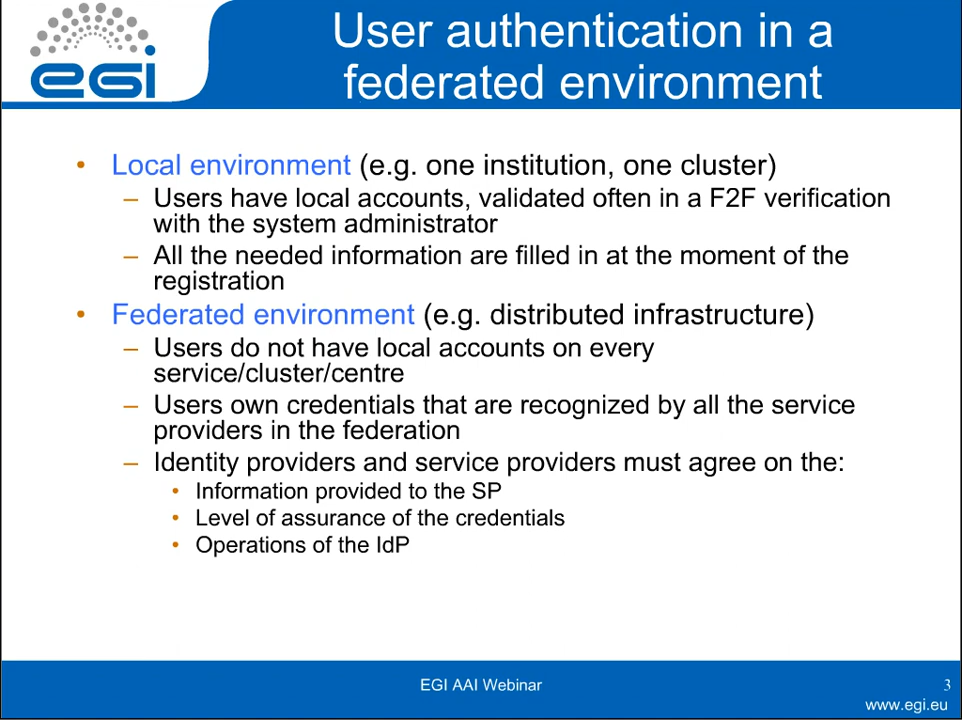 egi
User authentication in a
federated environment
• Local environment (e.g. one institution, one cluster)
– Users have local accounts, validated often in a F2F verification
with the system administrator
– All the needed information are filled in at the moment of the
registration
• Federated environment (e.g. distributed infrastructure)
– Users do not have local accounts on every
service/cluster/centre
– Users own credentials that are recognized by all the service
providers in the federation
– Identity providers and service providers must agree on the:
• Information provided to the SP
• Level of assurance of the credentials
• Operations of the IdP
EGI AAI Webinar
3
www.egi.eu